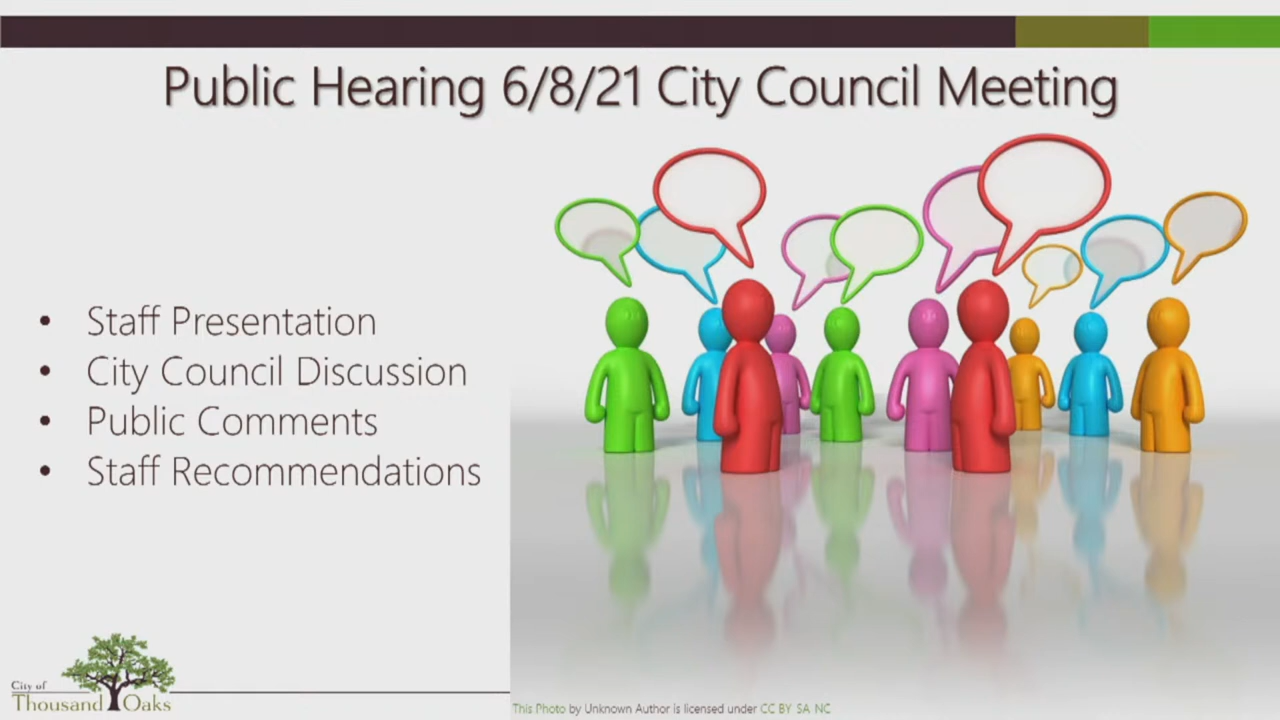 Public Hearing 6/8/21 City Council Meeting
• Staff Presentation
• City Council Discussion
• Public Comments
• Staff Recommendations
City of
Thousand Oaks
This Photo by Unknown Author is licensed under CC BY SA NC